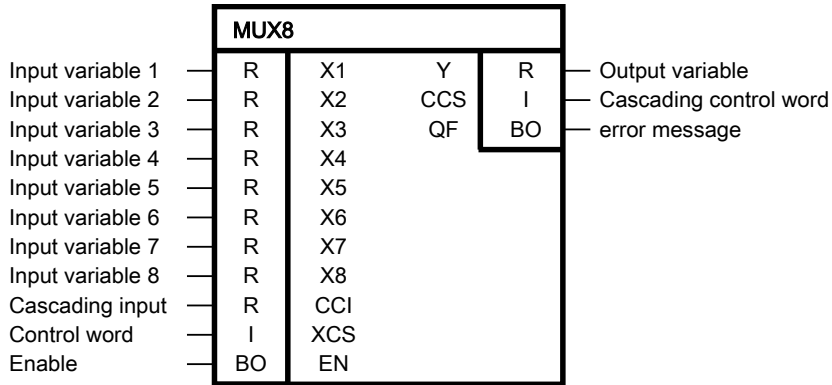 MUX8
Input variable 1 R X1 Y R Output variable
Input variable 2 R X2 CCS I Cascading control word
Input variable 3 R X3 QF BO error message
Input variable 4 R X4
Input variable 5 R X5
Input variable 6 R X6
Input variable 7 R X7
Input variable 8 R X8
Cascading input R CCI
Control word I XCS
Enable BO EN